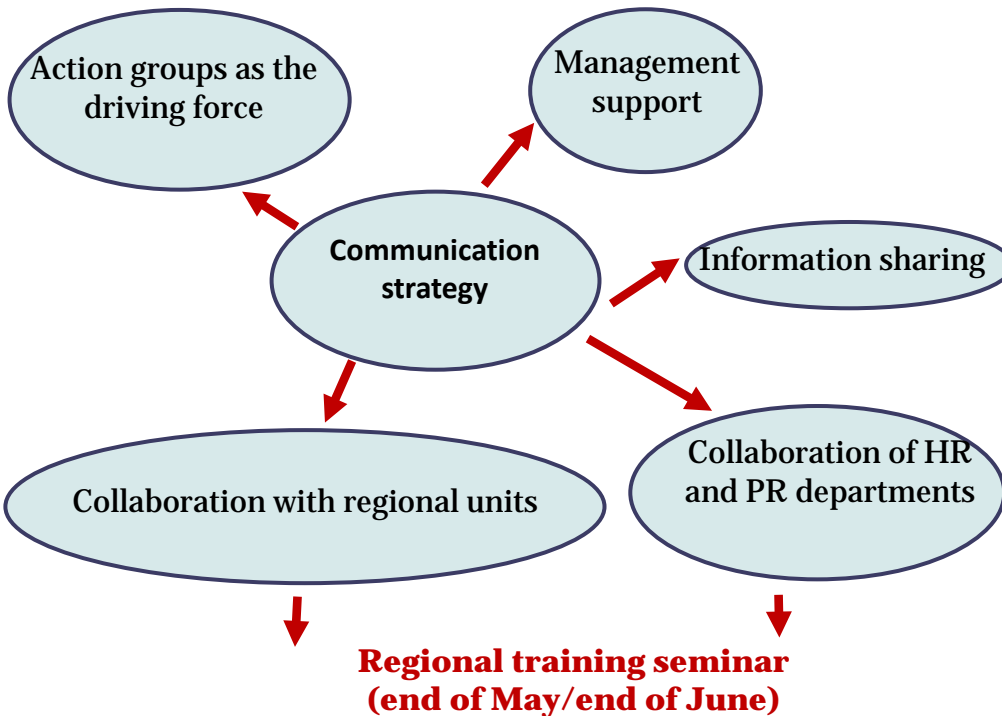 Action groups as the
driving force
Management
support
Communication
strategy
Information sharing
Collaboration with regional units
Collaboration of HR
and PR departments
Regional training seminar
(end of May/end of June)